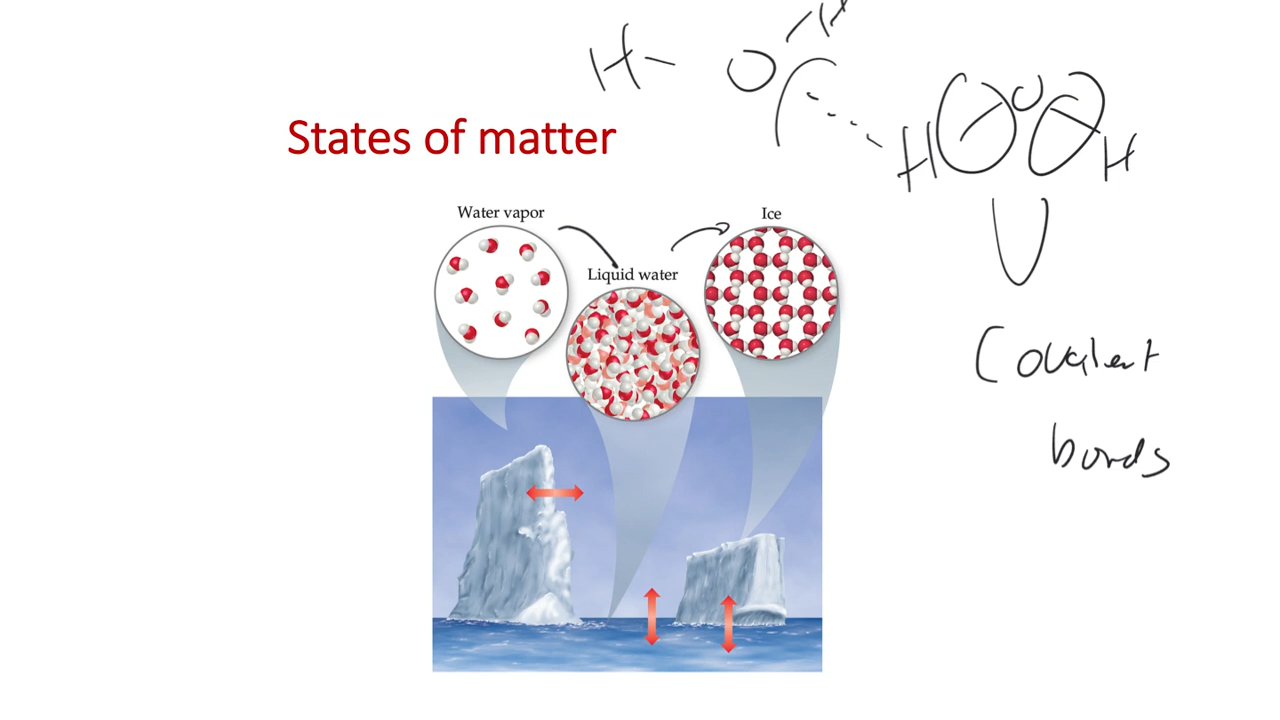 H - O - H
H O H
States of matter
Water vapor
Ice
Liquid water
Covalent
bonds